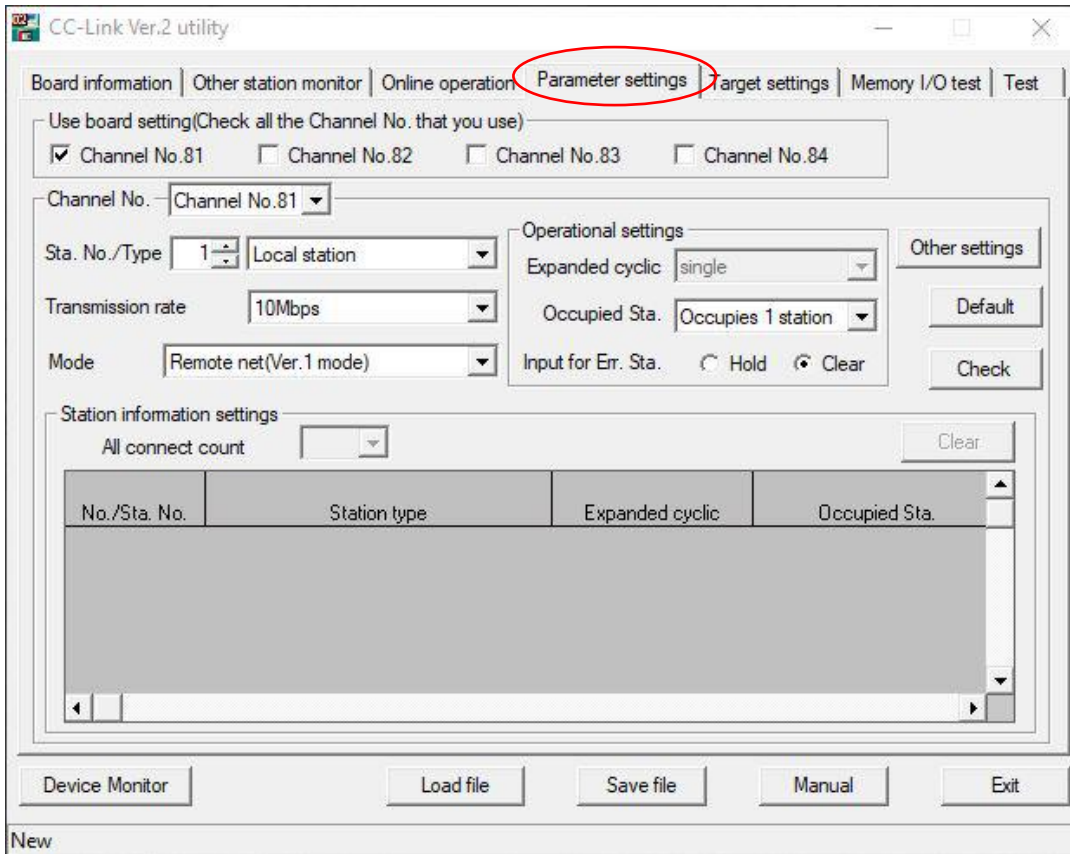 CC-Link Ver.2 utility
Board information Other station monitor Online operation Parameter settings Target settings Memory I/O test Test
Use board setting(Check all the Channel No. that you use)
Channel No.81 Channel No.82 Channel No.83 Channel No.84
Channel No. Channel No.81
Sta. No./Type 1 Local station
Transmission rate 10Mbps
Mode Remote net(Ver.1 mode)
Operational settings
Expanded cyclic single
Occupied Sta. Occupies 1 station
Input for Err. Sta. Hold Clear
Other settings
Default
Check
Station information settings
All connect count
Clear
No./Sta. No. Station type Expanded cyclic Occupied Sta.
Device Monitor Load file Save file Manual Exit
New